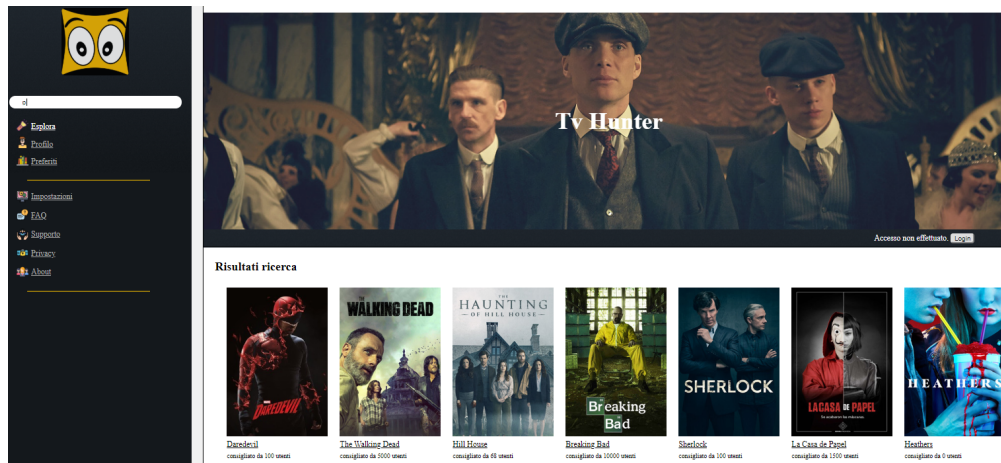 o
Esplora
Profilo
Preferiti
Impostazioni
FAQ
Supporto
Privacy
About
Tv Hunter
Accesso non effettuato. Login
Risultati ricerca
DAREDEVIL
THE WALKING DEAD
THE
HAUNTING
OF HILL HOUSE
Breaking
Bad
SHERLOCK
LA CASA DE PAPEL
HEATHERS
Daredevil
consigliato da 100 utenti
The Walking Dead
consigliato da 5000 utenti
Hill House
consigliato da 68 utenti
Breaking Bad
consigliato da 10000 utenti
Sherlock
consigliato da 100 utenti
La Casa de Papel
consigliato da 1500 utenti
Heathers
consigliato da 0 utenti